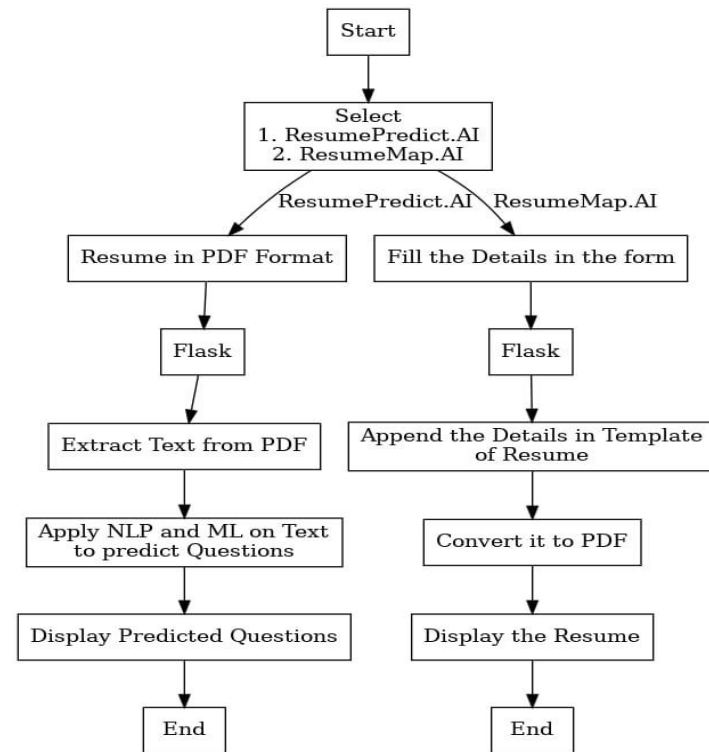 Start
Select
1. ResumePredict.AI
2. ResumeMap.AI
ResumePredict.AI
ResumeMap.AI
Resume in PDF Format
Fill the Details in the form
Flask
Flask
Extract Text from PDF
Append the Details in Template
of Resume
Apply NLP and ML on Text
to predict Questions
Convert it to PDF
Display Predicted Questions
Display the Resume
End
End